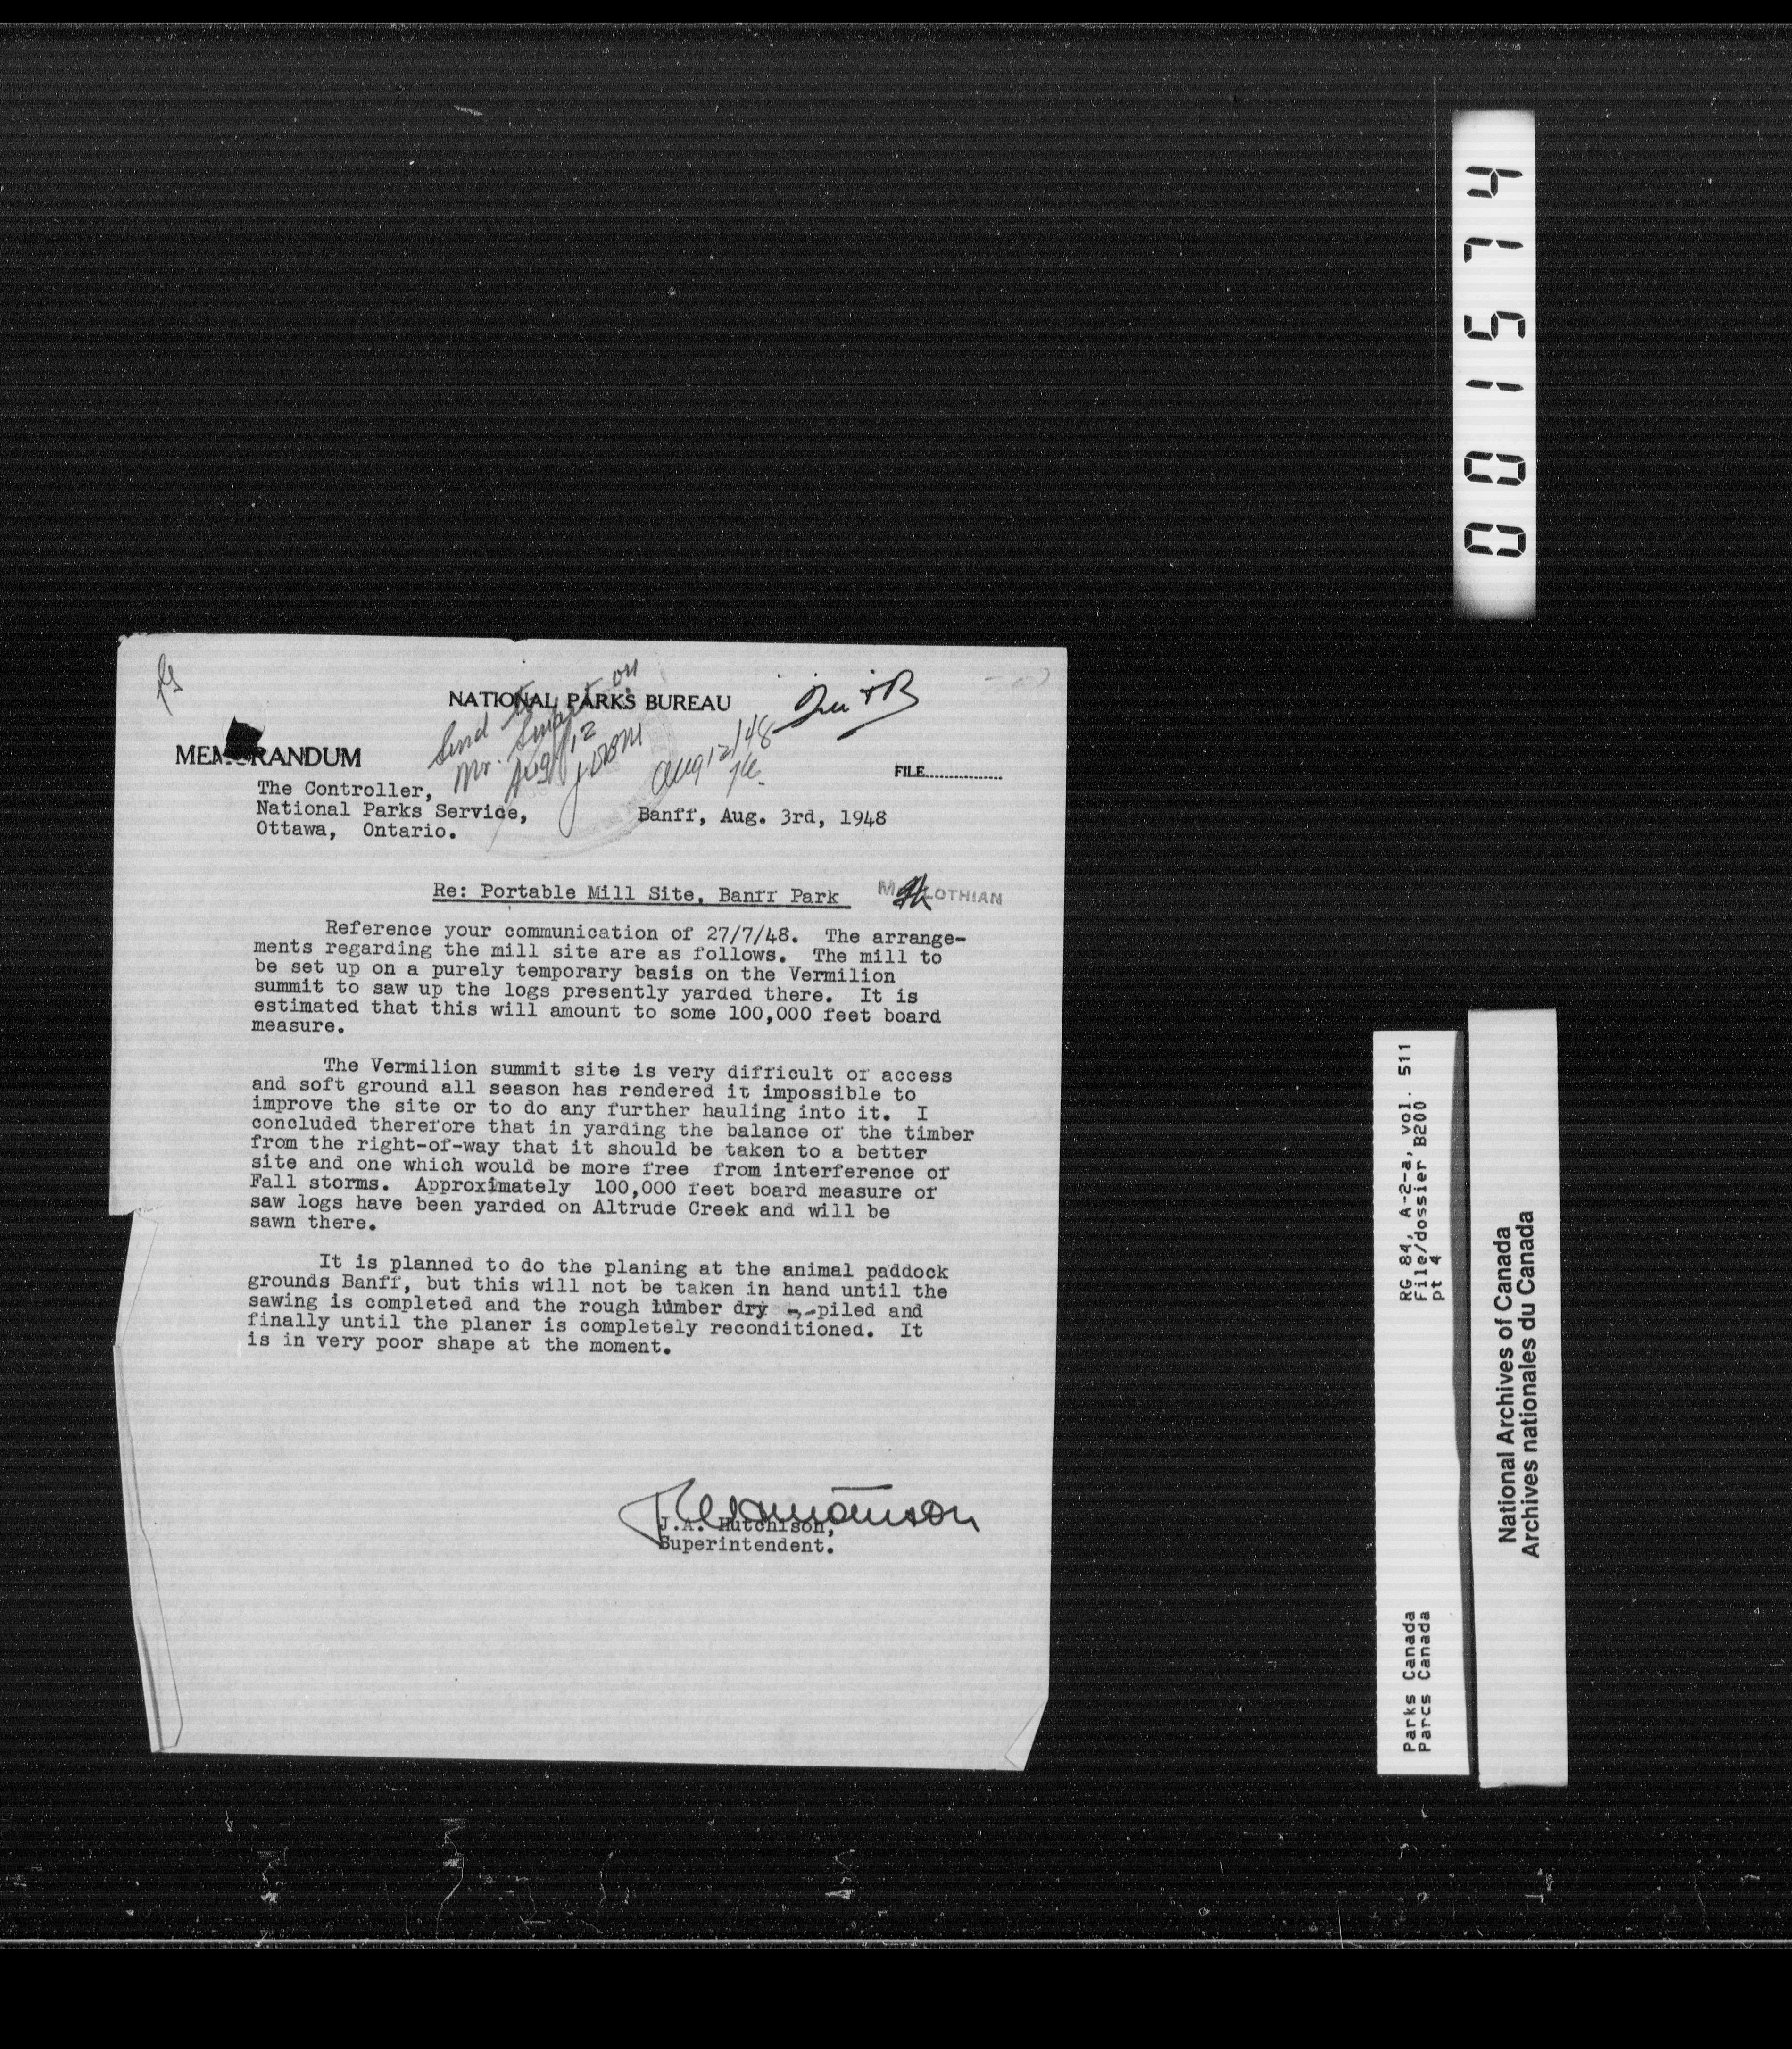 001574
NATIONAL PARKS BUREAU
Send to
Mr. Smart on
Aug 12
Aug 12/48
MEMORANDUM
FILE
The Controller,
National Parks Service,
Ottawa, Ontario.
Banff, Aug. 3rd, 1948
Re: Portable Mill Site, Banff Park
LOTHIAN
Reference your communication of 27/7/48. The arrange-
ments regarding the mill site are as follows. The mill to
be set up on a purely temporary basis on the Vermilion
summit to saw up the logs presently yarded there. It is
estimated that this will amount to some 100,000 feet board
measure.
The Vermilion summit site is very difficult of access
and soft ground all season has rendered it impossible to
improve the site or to do any further hauling into it. I
concluded therefore that in yarding the balance of the timber
from the right-of-way that it should be taken to a better
site and one which would be more free from interference of
Fall storms. Approximately 100,000 feet board measure of
saw logs have been yarded on Altrude Creek and will be
sawn there.
It is planned to do the planing at the animal paddock
grounds Banff, but this will not be taken in hand until the
sawing is completed and the rough lumber dry -piled and
finally until the planer is completely reconditioned. It
is in very poor shape at the moment.
J.A. Hutchison,
Superintendent.
RG 84, A-2-a, vol. 511
File/dossier B200
pt 4
Parks Canada
Parcs Canada
National Archives of Canada
Archives nationales du Canada